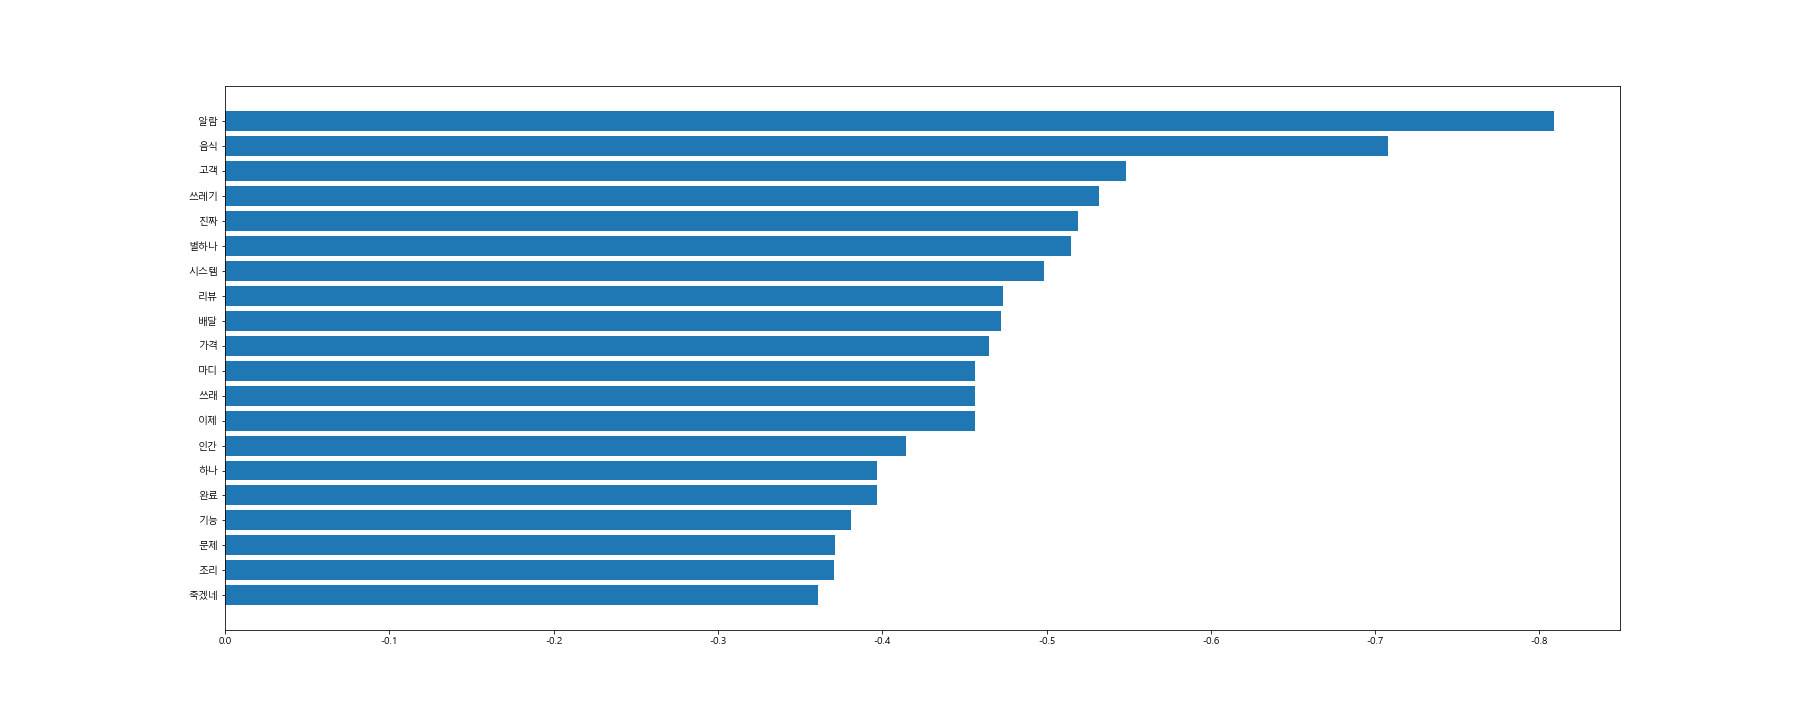 알람
음식
고객
쓰레기
진짜
별하나
시스템
리뷰
배달
가격
마디
쓰래
이제
인간
하나
완료
기능
문제
조리
죽겠네
0.0 -0.1 -0.2 -0.3 -0.4 -0.5 -0.6 -0.7 -0.8